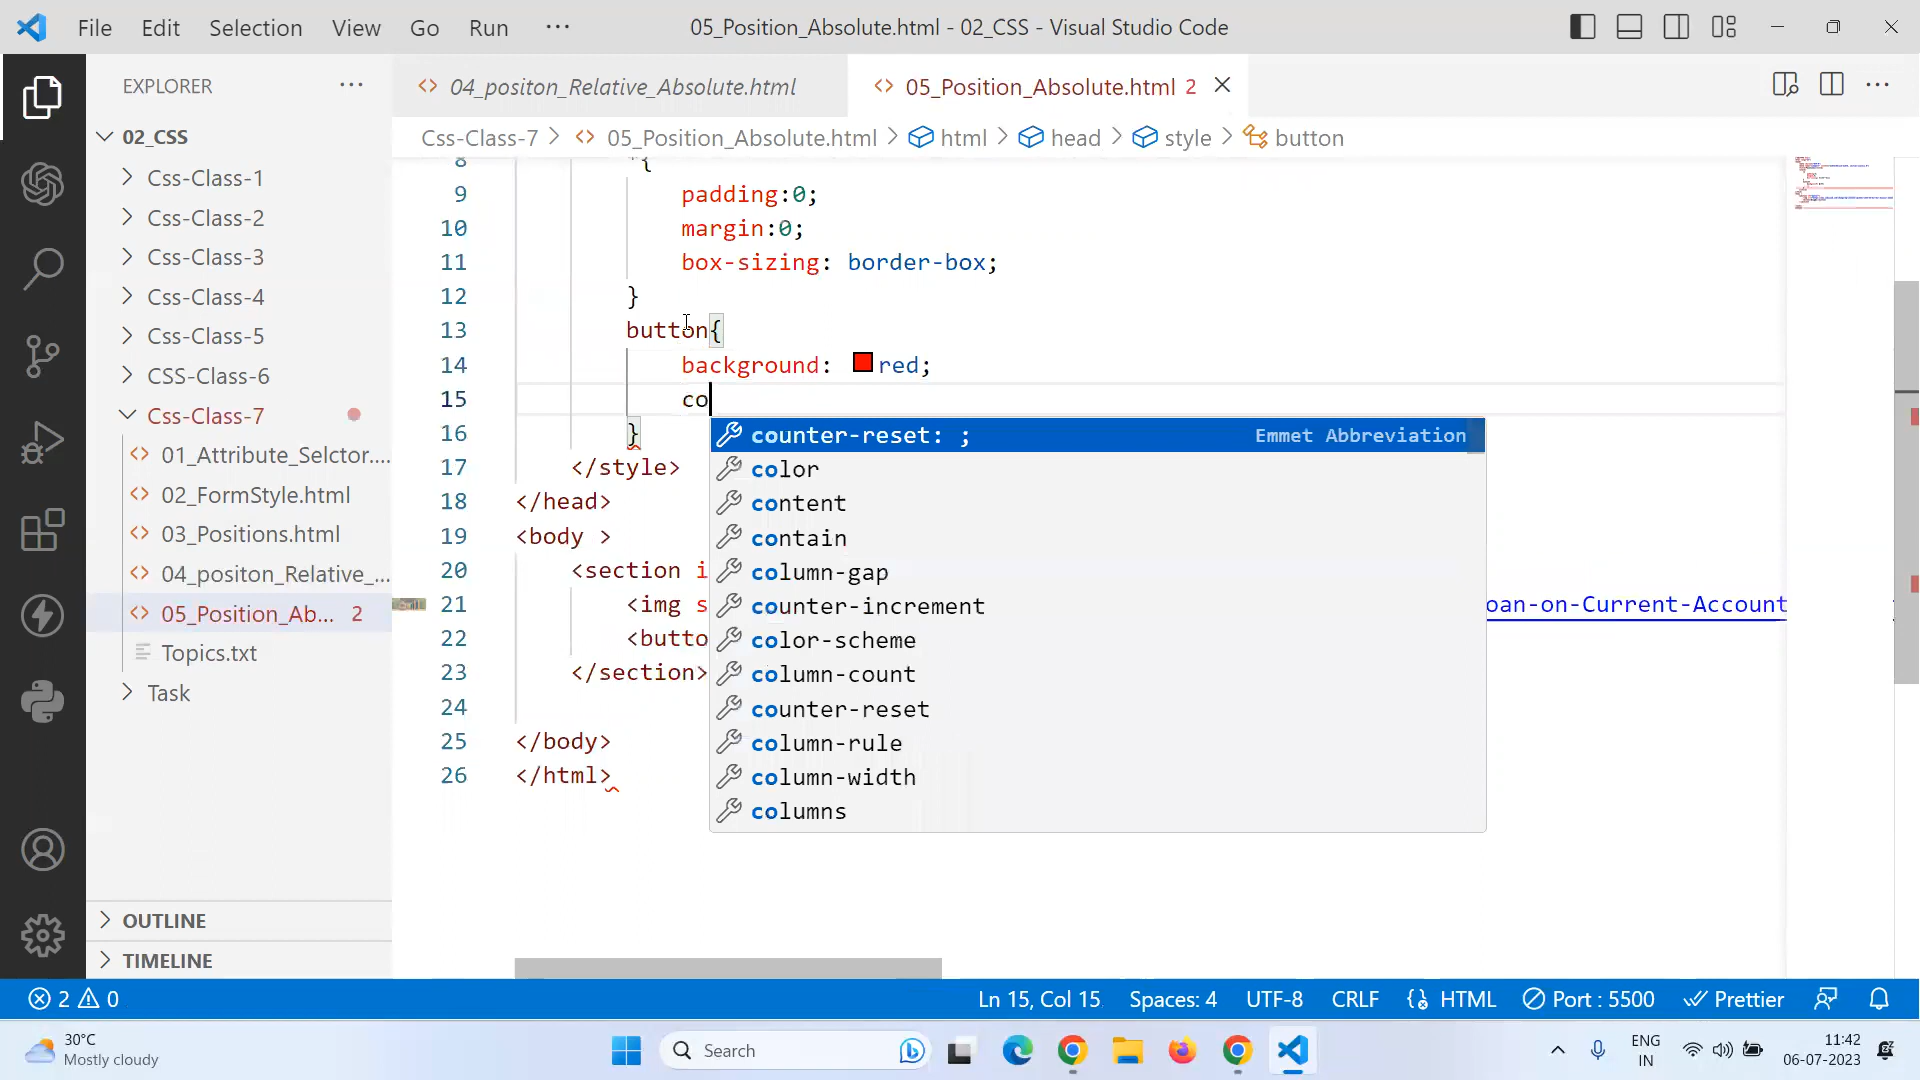 File Edit Selection View Go Run ··· 05_Position_Absolute.html - 02_CSS - Visual Studio Code
EXPLORER ···
04_positon_Relative_Absolute.html
05_Position_Absolute.html 2
02_CSS
Css-Class-7 > 05_Position_Absolute.html > html > head > style > button
Css-Class-1
Css-Class-2
Css-Class-3
Css-Class-4
Css-Class-5
CSS-Class-6
Css-Class-7
01_Attribute_Selctor....
02_FormStyle.html
03_Positions.html
04_positon_Relative_...
05_Position_Ab... 2
Topics.txt
Task
OUTLINE
TIMELINE
8 *{
9 padding:0;
10 margin:0;
11 box-sizing: border-box;
12 }
13 button{
14 background: red;
15 co
16 }
17 </style>
18 </head>
19 <body >
20 <section i
21 <img s oan-on-Current-Account
22 <butto
23 </section>
24
25 </body>
26 </html>
counter-reset: ; Emmet Abbreviation
color
content
contain
column-gap
counter-increment
color-scheme
column-count
counter-reset
column-rule
column-width
columns
2 0 Ln 15, Col 15 Spaces: 4 UTF-8 CRLF HTML Port : 5500 Prettier
30°C
Mostly cloudy
Search
ENG
IN
11:42
06-07-2023